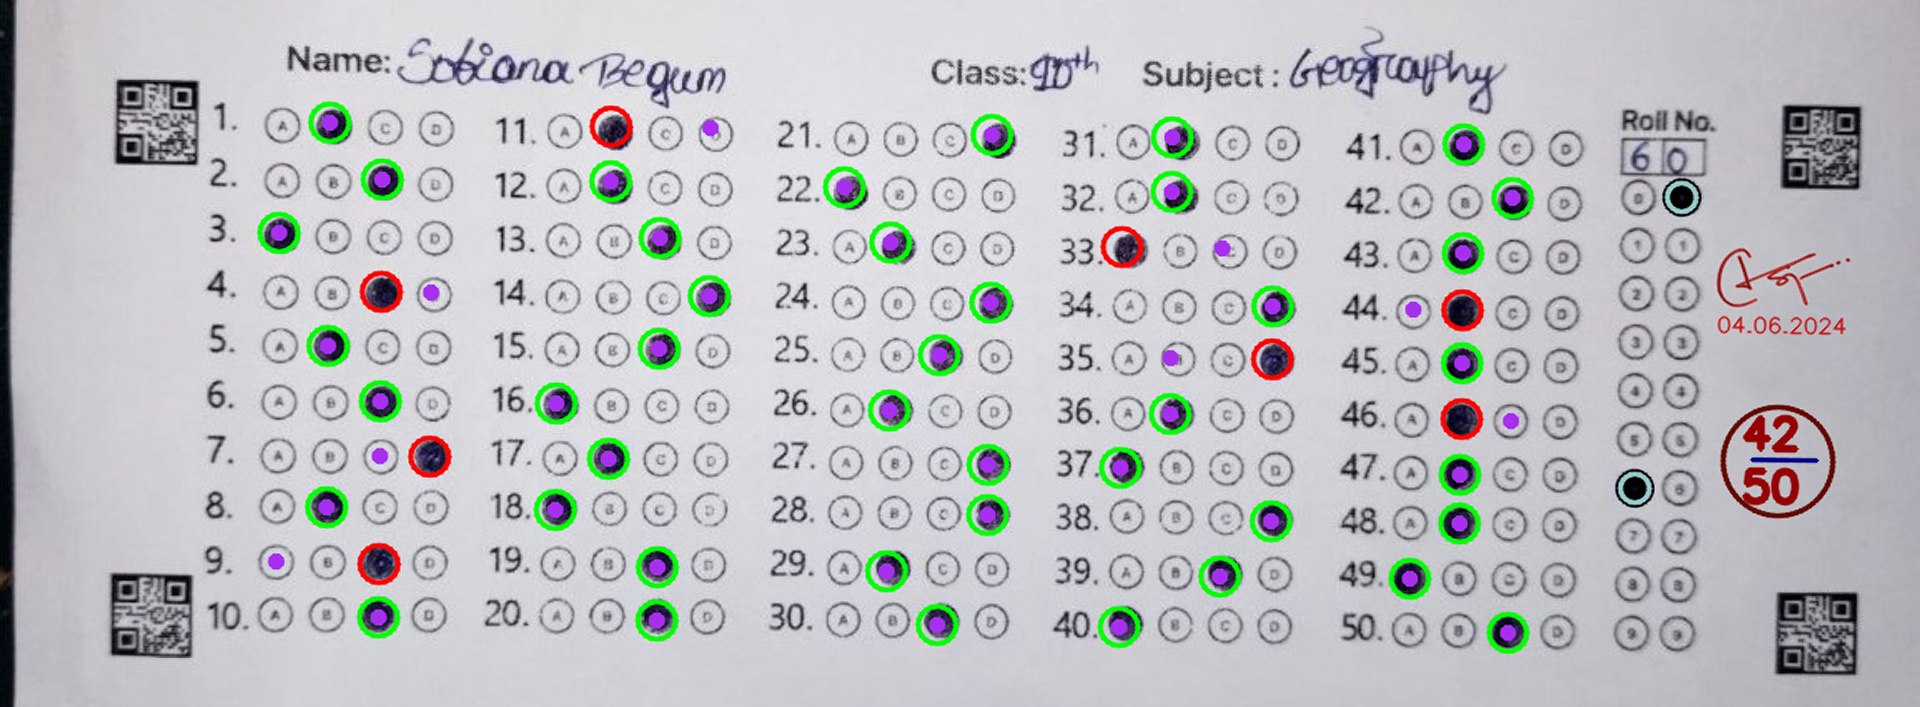 Name: Sobiana Begum Class: 10th Subject: Geography
1. A C D 11. A C 21. A B C 31. A C D 41. A C D Roll No.
2. A B D 12. A C D 22. B C D 32. A C D 42. A B D 6 0
3. B C D 13. A B D 23. A C D 33. B D 43. A C D 0
4. A B 14. A B C 24. A B C 34. A B C 44. C D 1 1
5. A C D 15. A B D 25. A B D 35. A C 45. A C D 2 2
6. A B D 16. B C D 26. A C D 36. A C D 46. A D 3 3
7. A B 17. A C D 27. A B C 37. B C D 47. A C D 4 4
8. A C D 18. B C D 28. A B C 38. A B C 48. A C D 5 5
9. B D 19. A B D 29. A C D 39. A B D 49. B C D 6
10. A B D 20. A B D 30. A B D 40. B C D 50. A B D 7 7
8 8
9 9
04.06.2024
42
50